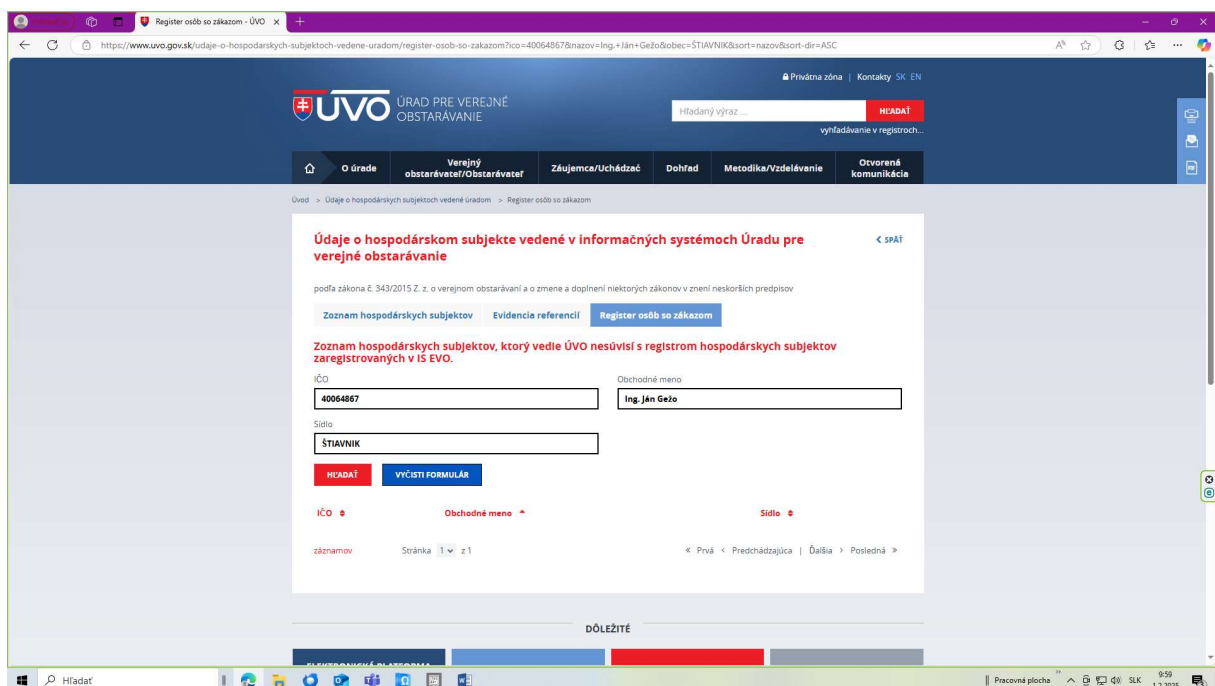 Register osôb so zákazom - ÚVO
https://www.uvo.gov.sk/udaje-o-hospodarskych-subjektoch-vedene-uradom/register-osob-so-zakazom?ico=40064867&nazov=Ing.+Ján+Gežo&obec=ŠTIAVNIK&sort=nazov&sort-dir=ASC
Privátna zóna | Kontakty SK EN
ÚVO ÚRAD PRE VEREJNÉ
OBSTARÁVANIE
Hľadaný výraz ...
HĽADAŤ
vyhľadávanie v registroch...
O úrade
Verejný
obstarávateľ/Obstarávateľ
Záujemca/Uchádzač
Dohľad
Metodika/Vzdelávanie
Otvorená
komunikácia
Úvod > Údaje o hospodárskych subjektoch vedené úradom > Register osôb so zákazom
Údaje o hospodárskom subjekte vedené v informačných systémoch Úradu pre
verejné obstarávanie
SPÄŤ
podľa zákona č. 343/2015 Z. z. o verejnom obstarávaní a o zmene a doplnení niektorých zákonov v znení neskorších predpisov
Zoznam hospodárskych subjektov
Evidencia referencií
Register osôb so zákazom
Zoznam hospodárskych subjektov, ktorý vedie ÚVO nesúvisí s registrom hospodárskych subjektov
zaregistrovaných v IS EVO.
IČO
Obchodné meno
40064867
Ing. Ján Gežo
Sídlo
ŠTIAVNIK
HĽADAŤ
VYČISTI FORMULÁR
IČO
Obchodné meno
Sídlo
záznamov
Stránka 1 z 1
« Prvá < Predchádzajúca | Ďalšia > Posledná »
DÔLEŽITÉ
Hľadať
Pracovná plocha
SLK
9:59